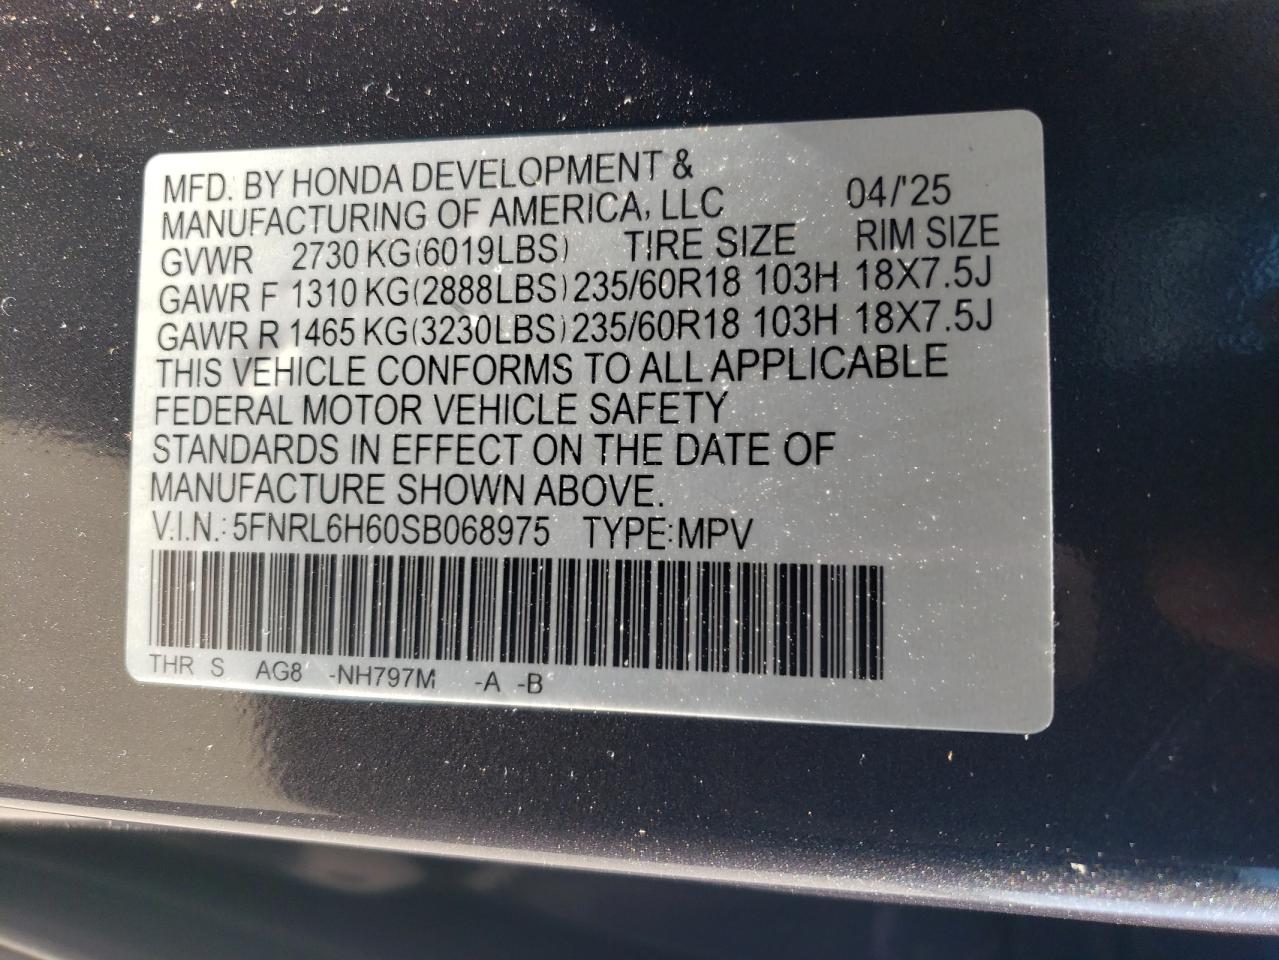 MFD. BY HONDA DEVELOPMENT &
MANUFACTURING OF AMERICA, LLC 04/'25
GVWR 2730 KG(6019LBS) TIRE SIZE RIM SIZE
GAWR F 1310 KG(2888LBS) 235/60R18 103H 18X7.5J
GAWR R 1465 KG(3230LBS) 235/60R18 103H 18X7.5J
THIS VEHICLE CONFORMS TO ALL APPLICABLE
FEDERAL MOTOR VEHICLE SAFETY
STANDARDS IN EFFECT ON THE DATE OF
MANUFACTURE SHOWN ABOVE.
V.I.N.: 5FNRL6H60SB068975 TYPE:MPV
THR S AG8 -NH797M -A -B